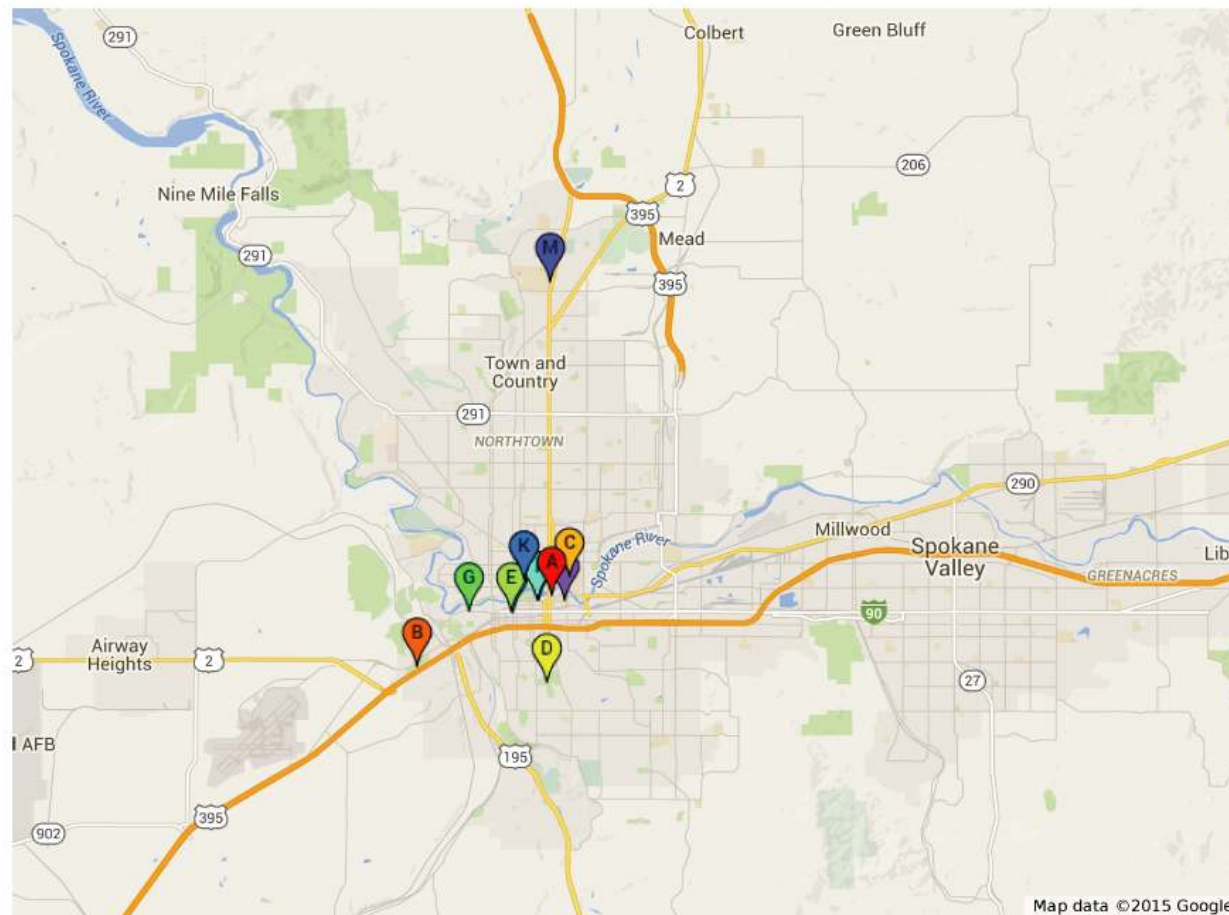 291
Colbert
Green Bluff
Spokane River
206
Nine Mile Falls
2
395
Mead
291
M
395
Town and
Country
291
NORTHTOWN
290
Millwood
Spokane River
Spokane
Valley
Lib
GREENACRES
K
C
A
G
E
90
B
D
Airway
Heights
2
2
27
AFB
195
395
902
Map data ©2015 Google